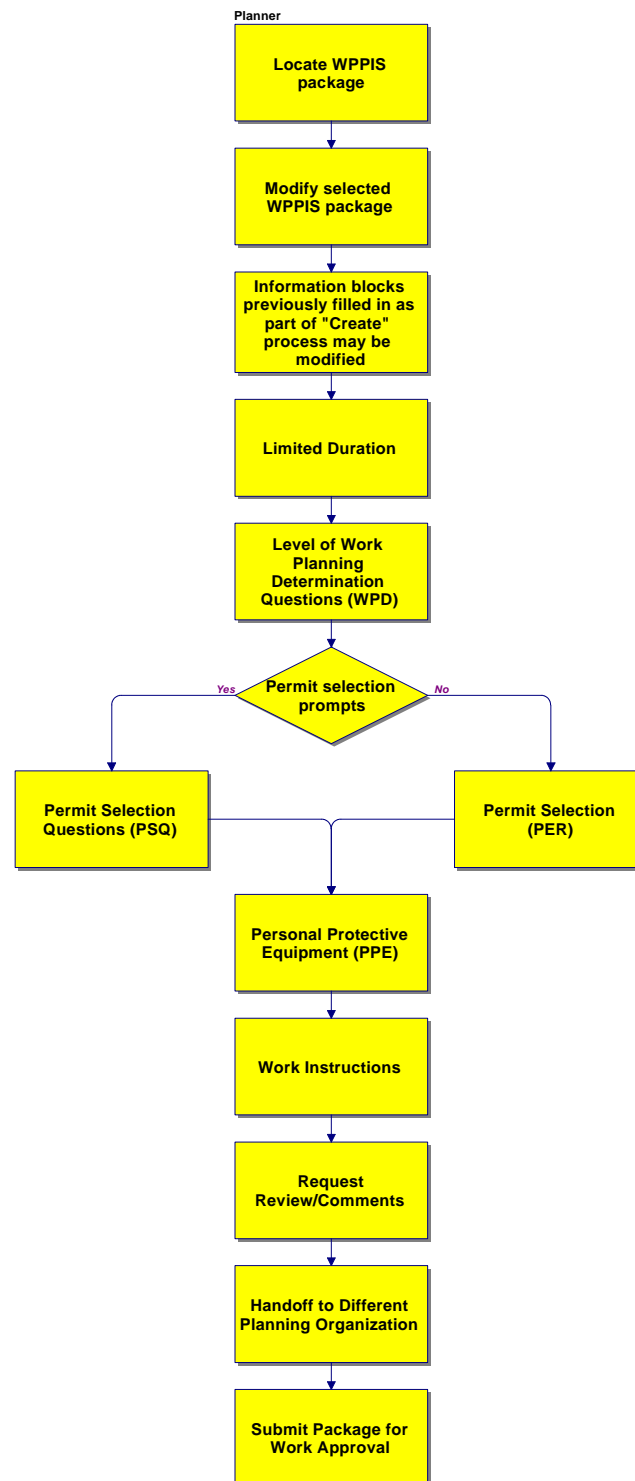 Planner
Locate WPPIS
package
Modify selected
WPPIS package
Information blocks
previously filled in as
part of "Create"
process may be
modified
Limited Duration
Level of Work
Planning
Determination
Questions (WPD)
Permit selection
prompts
Yes
No
Permit Selection
Questions (PSQ)
Permit Selection
(PER)
Personal Protective
Equipment (PPE)
Work Instructions
Request
Review/Comments
Handoff to Different
Planning Organization
Submit Package for
Work Approval